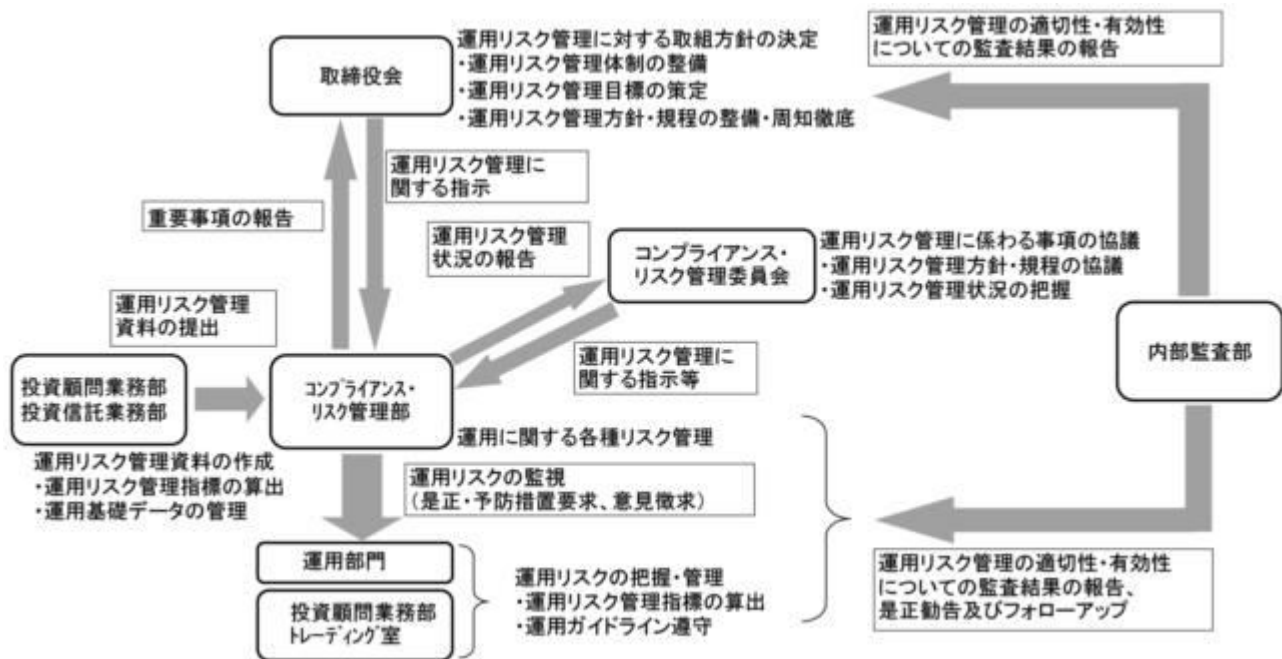 取締役会
運用リスク管理に対する取組方針の決定
・運用リスク管理体制の整備
・運用リスク管理目標の策定
・運用リスク管理方針・規程の整備・周知徹底
運用リスク管理の適切性・有効性
についての監査結果の報告
運用リスク管理に
関する指示
重要事項の報告
運用リスク管理
状況の報告
コンプライアンス・
リスク管理委員会
運用リスク管理に係わる事項の協議
・運用リスク管理方針・規程の協議
・運用リスク管理状況の把握
運用リスク管理
資料の提出
内部監査部
運用リスク管理に
関する指示等
投資顧問業務部
投資信託業務部
コンプライアンス・
リスク管理部
運用に関する各種リスク管理
運用リスク管理資料の作成
・運用リスク管理指標の算出
・運用基礎データの管理
運用リスクの監視
（是正・予防措置要求、意見徴求）
運用部門
投資顧問業務部
トレーディング室
運用リスクの把握・管理
・運用リスク管理指標の算出
・運用ガイドライン遵守
運用リスク管理の適切性・有効性
についての監査結果の報告、
是正勧告及びフォローアップ